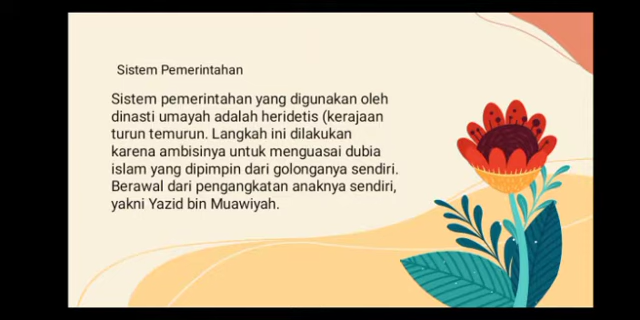 Sistem Pemerintahan
Sistem pemerintahan yang digunakan oleh
dinasti umayah adalah heridetis (kerajaan
turun temurun. Langkah ini dilakukan
karena ambisinya untuk menguasai dubia
islam yang dipimpin dari golonganya sendiri.
Berawal dari pengangkatan anaknya sendiri,
yakni Yazid bin Muawiyah.